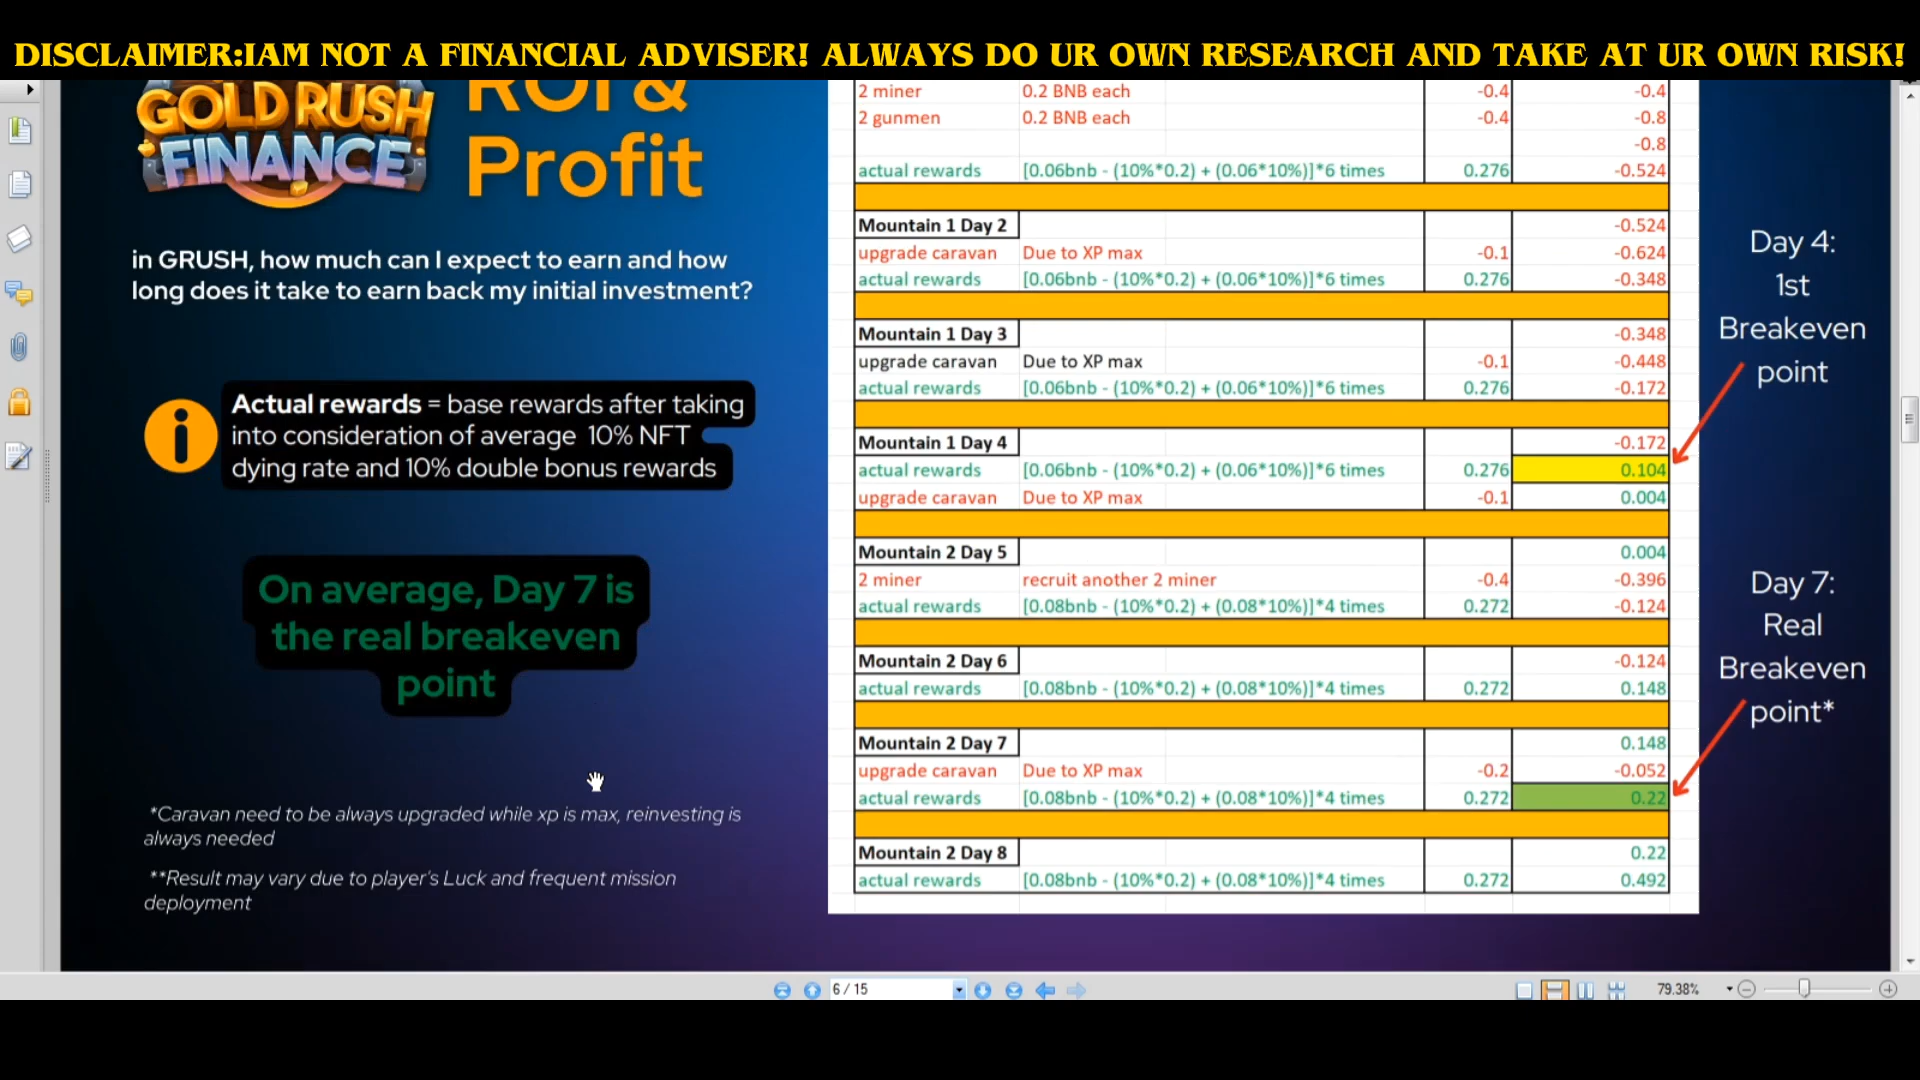 DISCLAIMER:IAM NOT A FINANCIAL ADVISER! ALWAYS DO UR OWN RESEARCH AND TAKE AT UR OWN RISK!
GOLD RUSH
FINANCE
ROI &
Profit
in GRUSH, how much can I expect to earn and how
long does it take to earn back my initial investment?
Actual rewards = base rewards after taking
into consideration of average 10% NFT
dying rate and 10% double bonus rewards
On average, Day 7 is
the real breakeven
point
*Caravan need to be always upgraded while xp is max, reinvesting is
always needed
**Result may vary due to player's Luck and frequent mission
deployment
2 miner 0.2 BNB each -0.4 -0.4
2 gunmen 0.2 BNB each -0.4 -0.8
-0.8
actual rewards [0.06bnb - (10%*0.2) + (0.06*10%)]*6 times 0.276 -0.524
Mountain 1 Day 2 -0.524
upgrade caravan Due to XP max -0.1 -0.624
actual rewards [0.06bnb - (10%*0.2) + (0.06*10%)]*6 times 0.276 -0.348
Mountain 1 Day 3 -0.348
upgrade caravan Due to XP max -0.1 -0.448
actual rewards [0.06bnb - (10%*0.2) + (0.06*10%)]*6 times 0.276 -0.172
Mountain 1 Day 4 -0.172
actual rewards [0.06bnb - (10%*0.2) + (0.06*10%)]*6 times 0.276 0.104
upgrade caravan Due to XP max -0.1 0.004
Mountain 2 Day 5 0.004
2 miner recruit another 2 miner -0.4 -0.396
actual rewards [0.08bnb - (10%*0.2) + (0.08*10%)]*4 times 0.272 -0.124
Mountain 2 Day 6 -0.124
actual rewards [0.08bnb - (10%*0.2) + (0.08*10%)]*4 times 0.272 0.148
Mountain 2 Day 7 0.148
upgrade caravan Due to XP max -0.2 -0.052
actual rewards [0.08bnb - (10%*0.2) + (0.08*10%)]*4 times 0.272 0.22
Mountain 2 Day 8 0.22
actual rewards [0.08bnb - (10%*0.2) + (0.08*10%)]*4 times 0.272 0.492
Day 4:
1st
Breakeven
point
Day 7:
Real
Breakeven
point*
6 / 15
79.38%